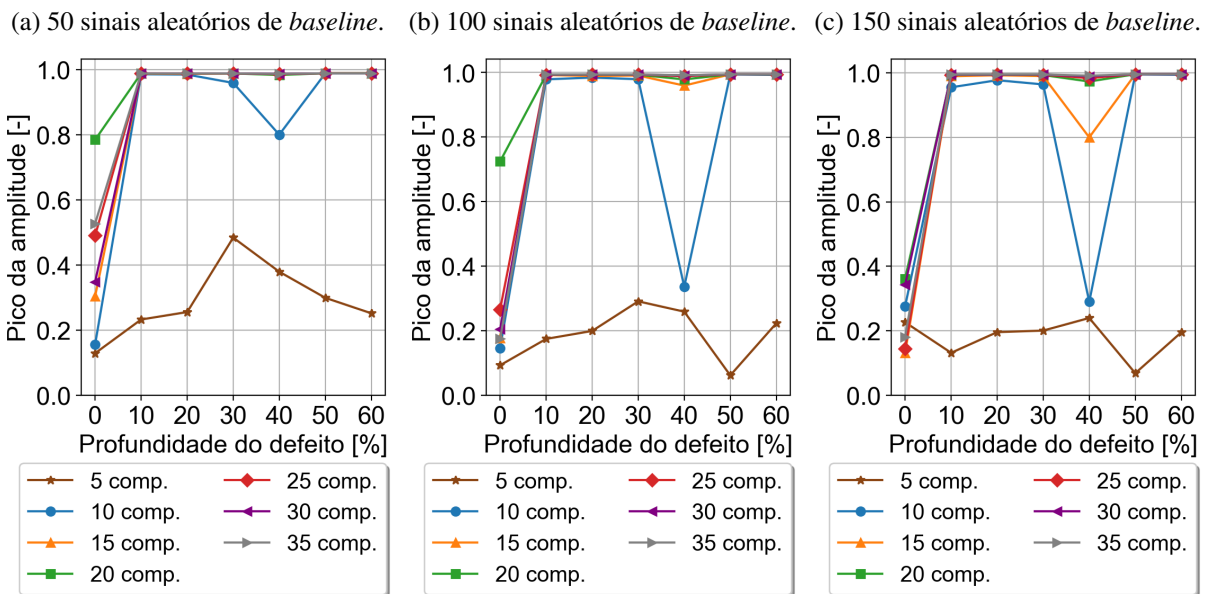 (a) 50 sinais aleatórios de baseline.
(b) 100 sinais aleatórios de baseline.
(c) 150 sinais aleatórios de baseline.
Pico da amplitude [-]
1.0
0.8
0.6
0.4
0.2
0.0
0 10 20 30 40 50 60
Profundidade do defeito [%]
5 comp.
10 comp.
15 comp.
20 comp.
25 comp.
30 comp.
35 comp.
Pico da amplitude [-]
1.0
0.8
0.6
0.4
0.2
0.0
0 10 20 30 40 50 60
Profundidade do defeito [%]
5 comp.
10 comp.
15 comp.
20 comp.
25 comp.
30 comp.
35 comp.
Pico da amplitude [-]
1.0
0.8
0.6
0.4
0.2
0.0
0 10 20 30 40 50 60
Profundidade do defeito [%]
5 comp.
10 comp.
15 comp.
20 comp.
25 comp.
30 comp.
35 comp.